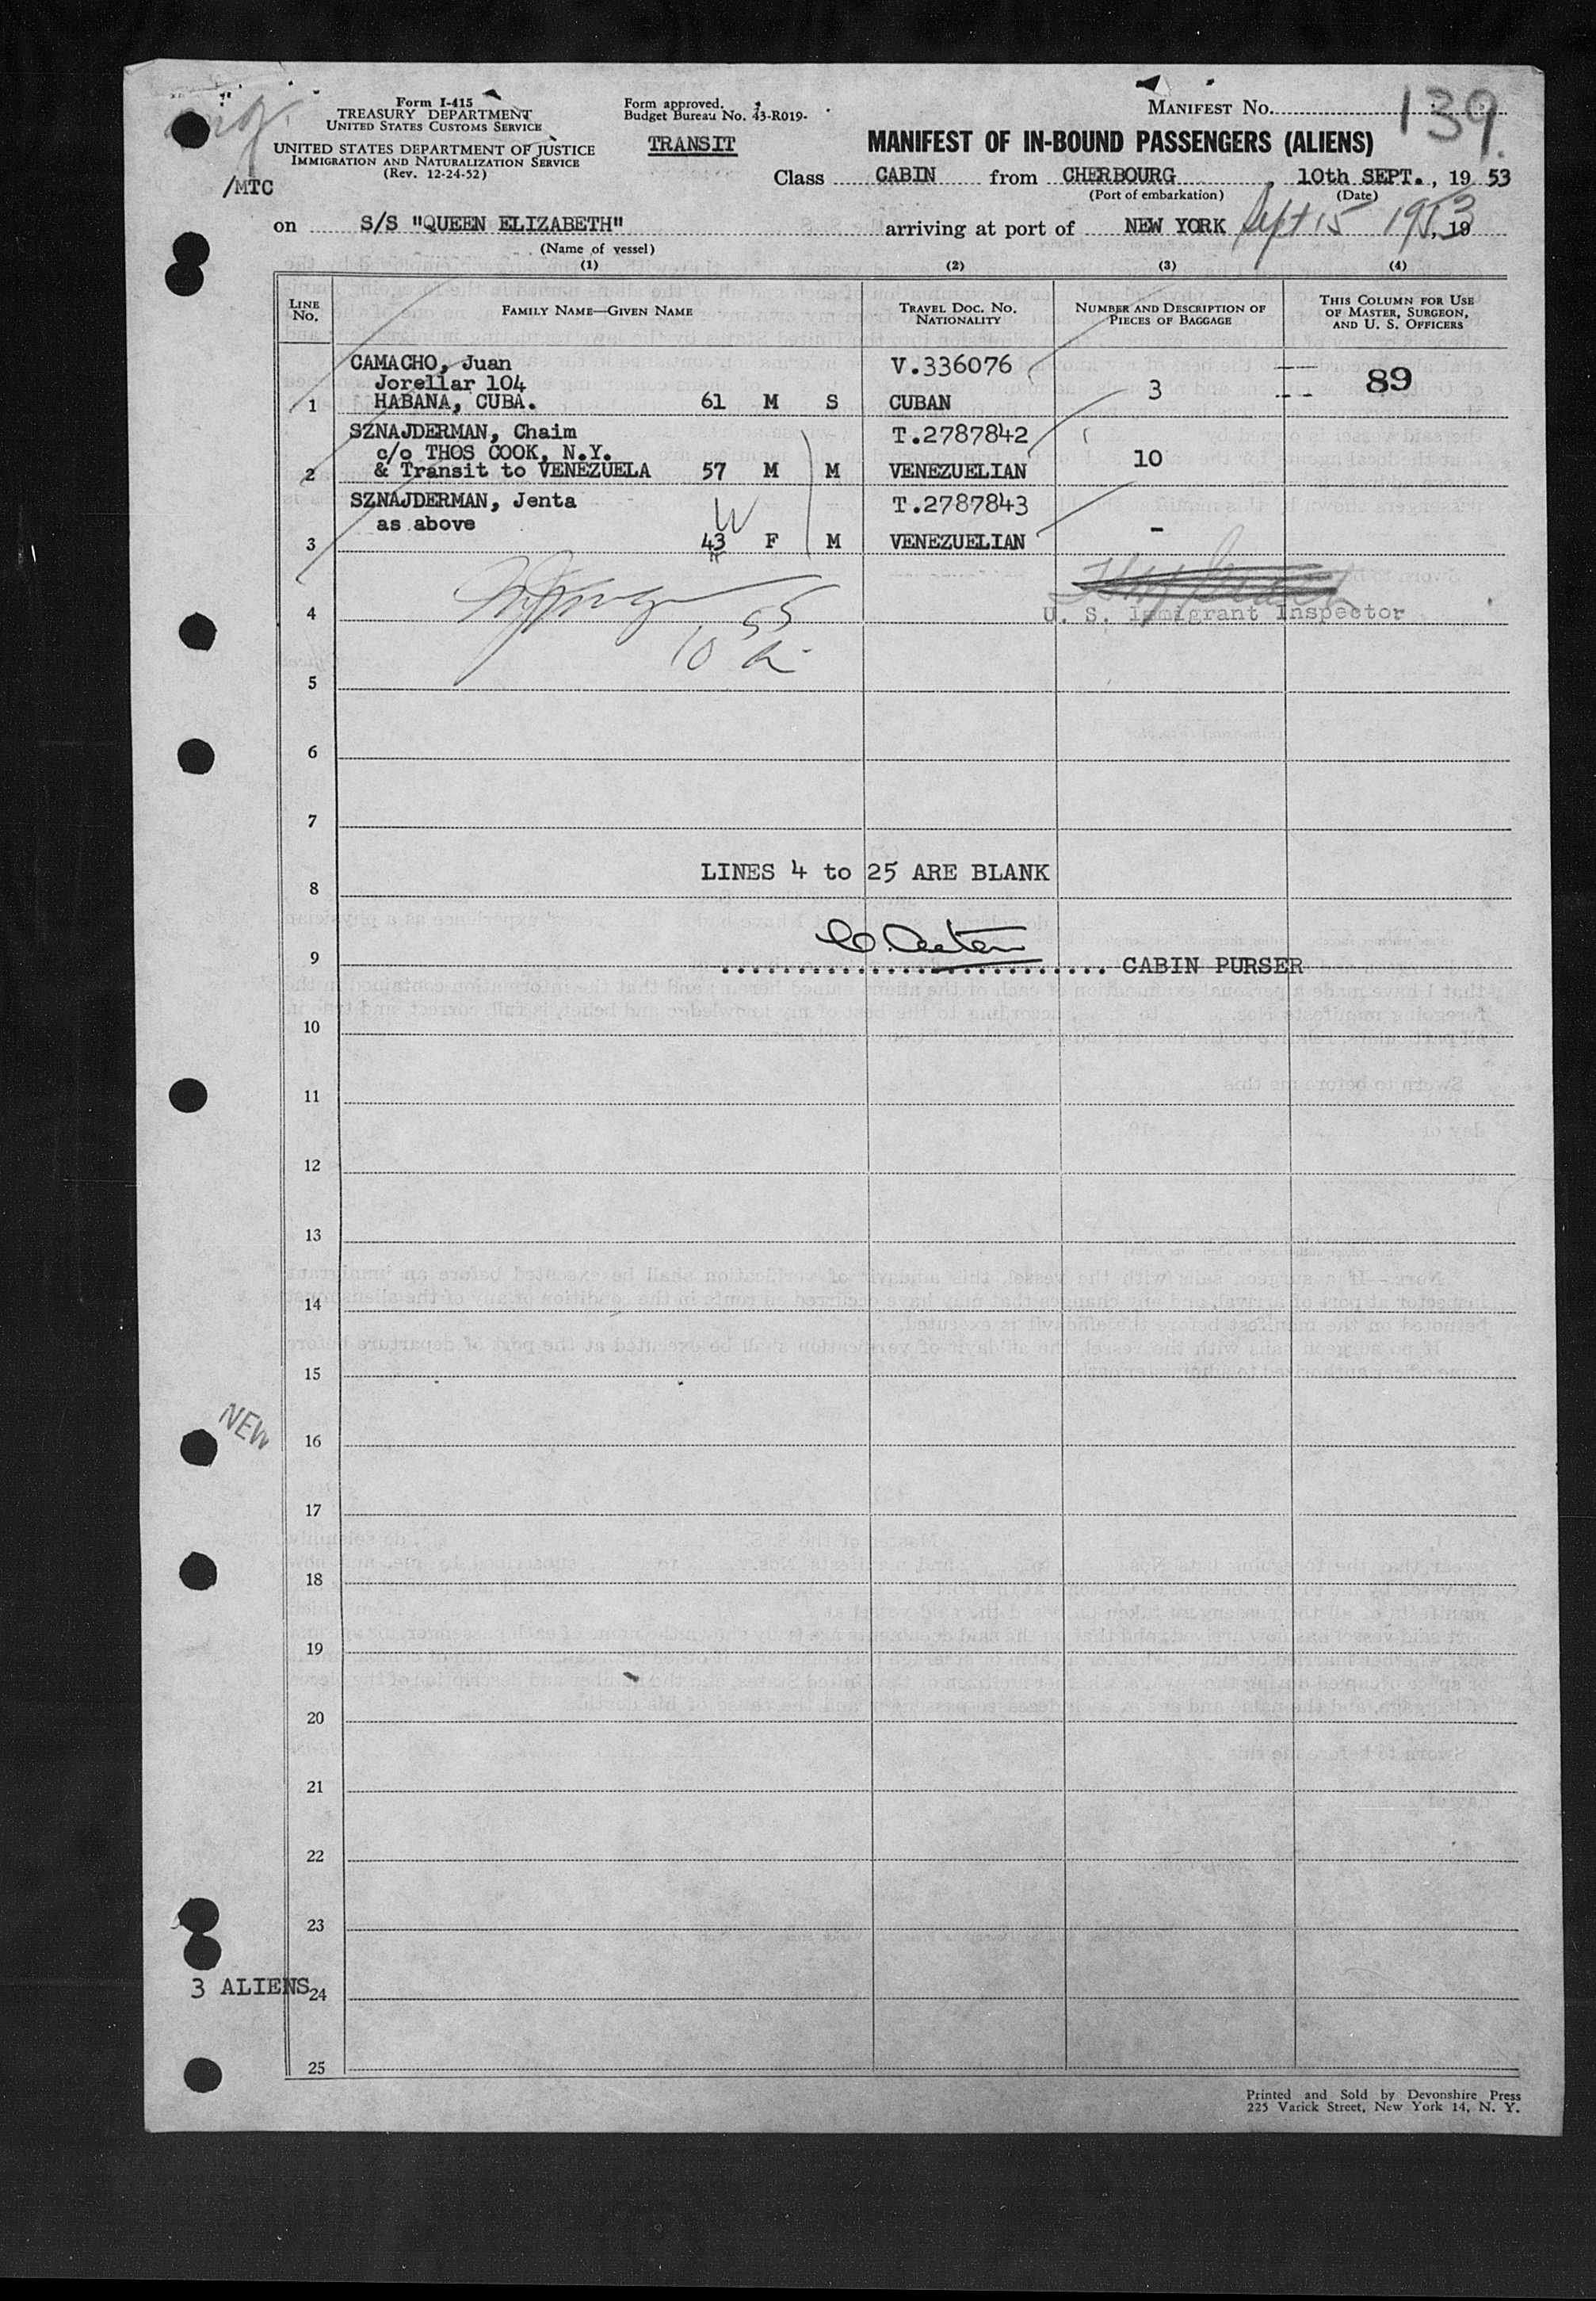 Form I-415
TREASURY DEPARTMENT
UNITED STATES CUSTOMS SERVICE
UNITED STATES DEPARTMENT OF JUSTICE
IMMIGRATION AND NATURALIZATION SERVICE
(Rev. 12-24-52)
/MTC
Form approved.
Budget Bureau No. 43-R019-
TRANSIT
MANIFEST NO. 139
MANIFEST OF IN-BOUND PASSENGERS (ALIENS)
Class CABIN from CHERBOURG, 10th SEPT., 19 53
(Port of embarkation) (Date)
on S/S "QUEEN ELIZABETH" arriving at port of NEW YORK Sept 15 1953, 19
(Name of vessel)
(1) (2) (3) (4)
LINE NO. FAMILY NAME—GIVEN NAME TRAVEL DOC. NO. NATIONALITY NUMBER AND DESCRIPTION OF PIECES OF BAGGAGE THIS COLUMN FOR USE OF MASTER, SURGEON, AND U. S. OFFICERS
CAMACHO, Juan V.336076
Jorellar 104 89
1 HABANA, CUBA. 61 M S CUBAN 3
SZNAJDERMAN, Chaim T.2787842
c/o THOS COOK, N.Y. 10
2 & Transit to VENEZUELA 57 M M VENEZUELIAN
SZNAJDERMAN, Jenta T.2787843
as above W -
3 43 F M VENEZUELIAN
4 U. S. Immigrant Inspector
10 55
5
6
7
LINES 4 to 25 ARE BLANK
8
9 CABIN PURSER
10
11
12
13
14
15
NEW
16
17
18
19
20
21
22
23
3 ALIENS 24
25
Printed and Sold by Devonshire Press
225 Varick Street, New York 14, N. Y.